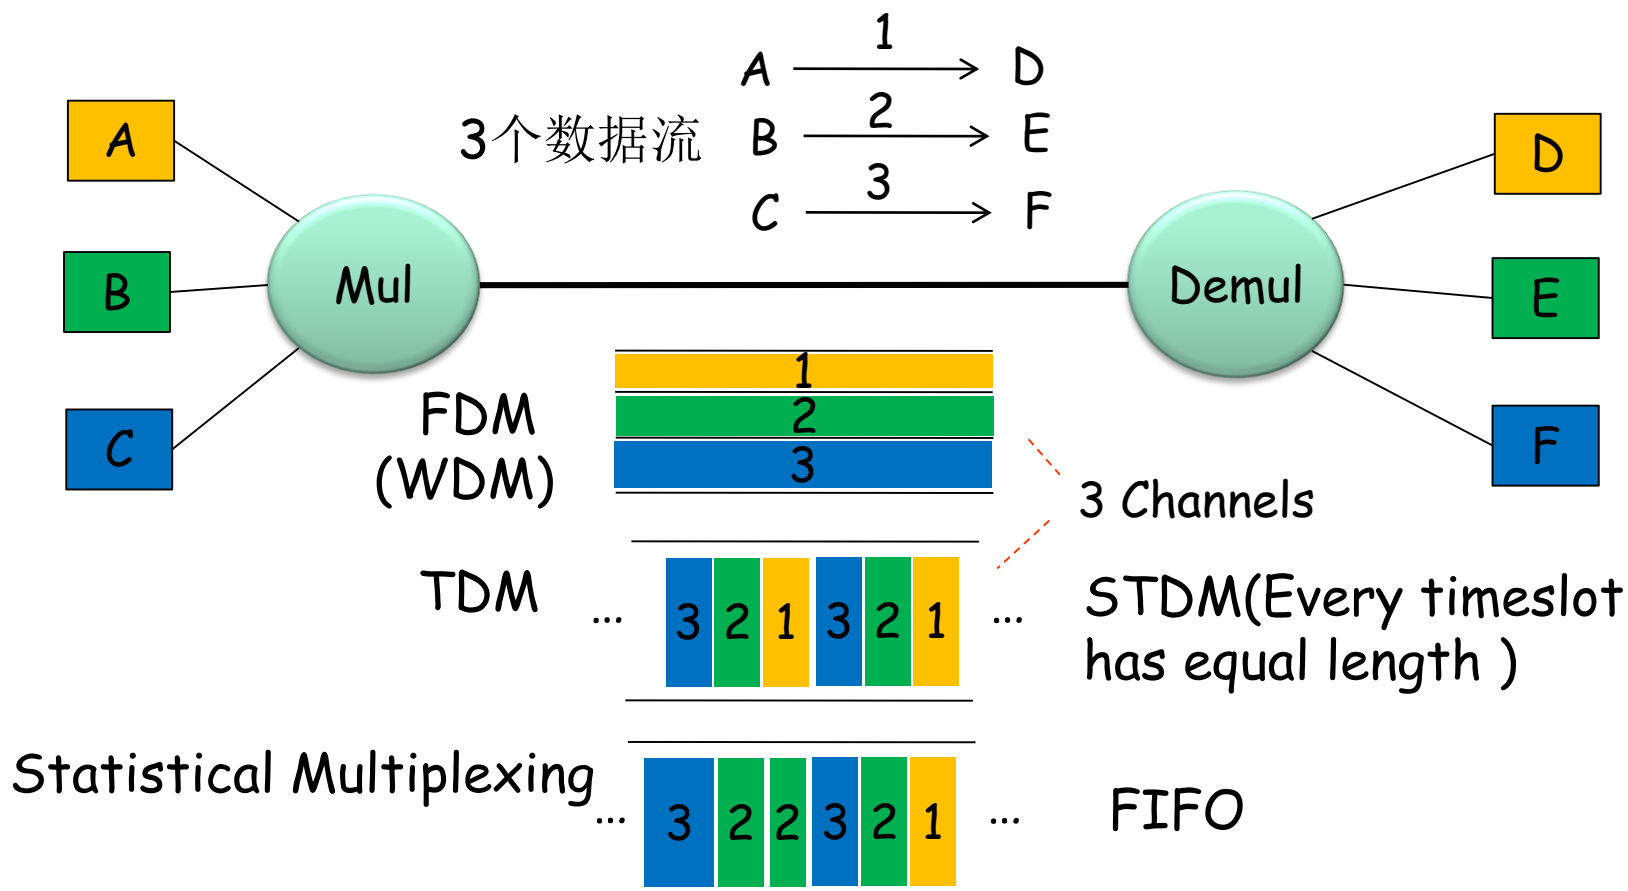 1
A D
2
3个数据流 B E
3
C F
A
B
C
Mul
Demul
D
E
F
FDM
(WDM)
1
2
3
3 Channels
TDM
... 3 2 1 3 2 1 ...
STDM(Every timeslot
has equal length )
Statistical Multiplexing
... 3 2 2 3 2 1 ...
FIFO